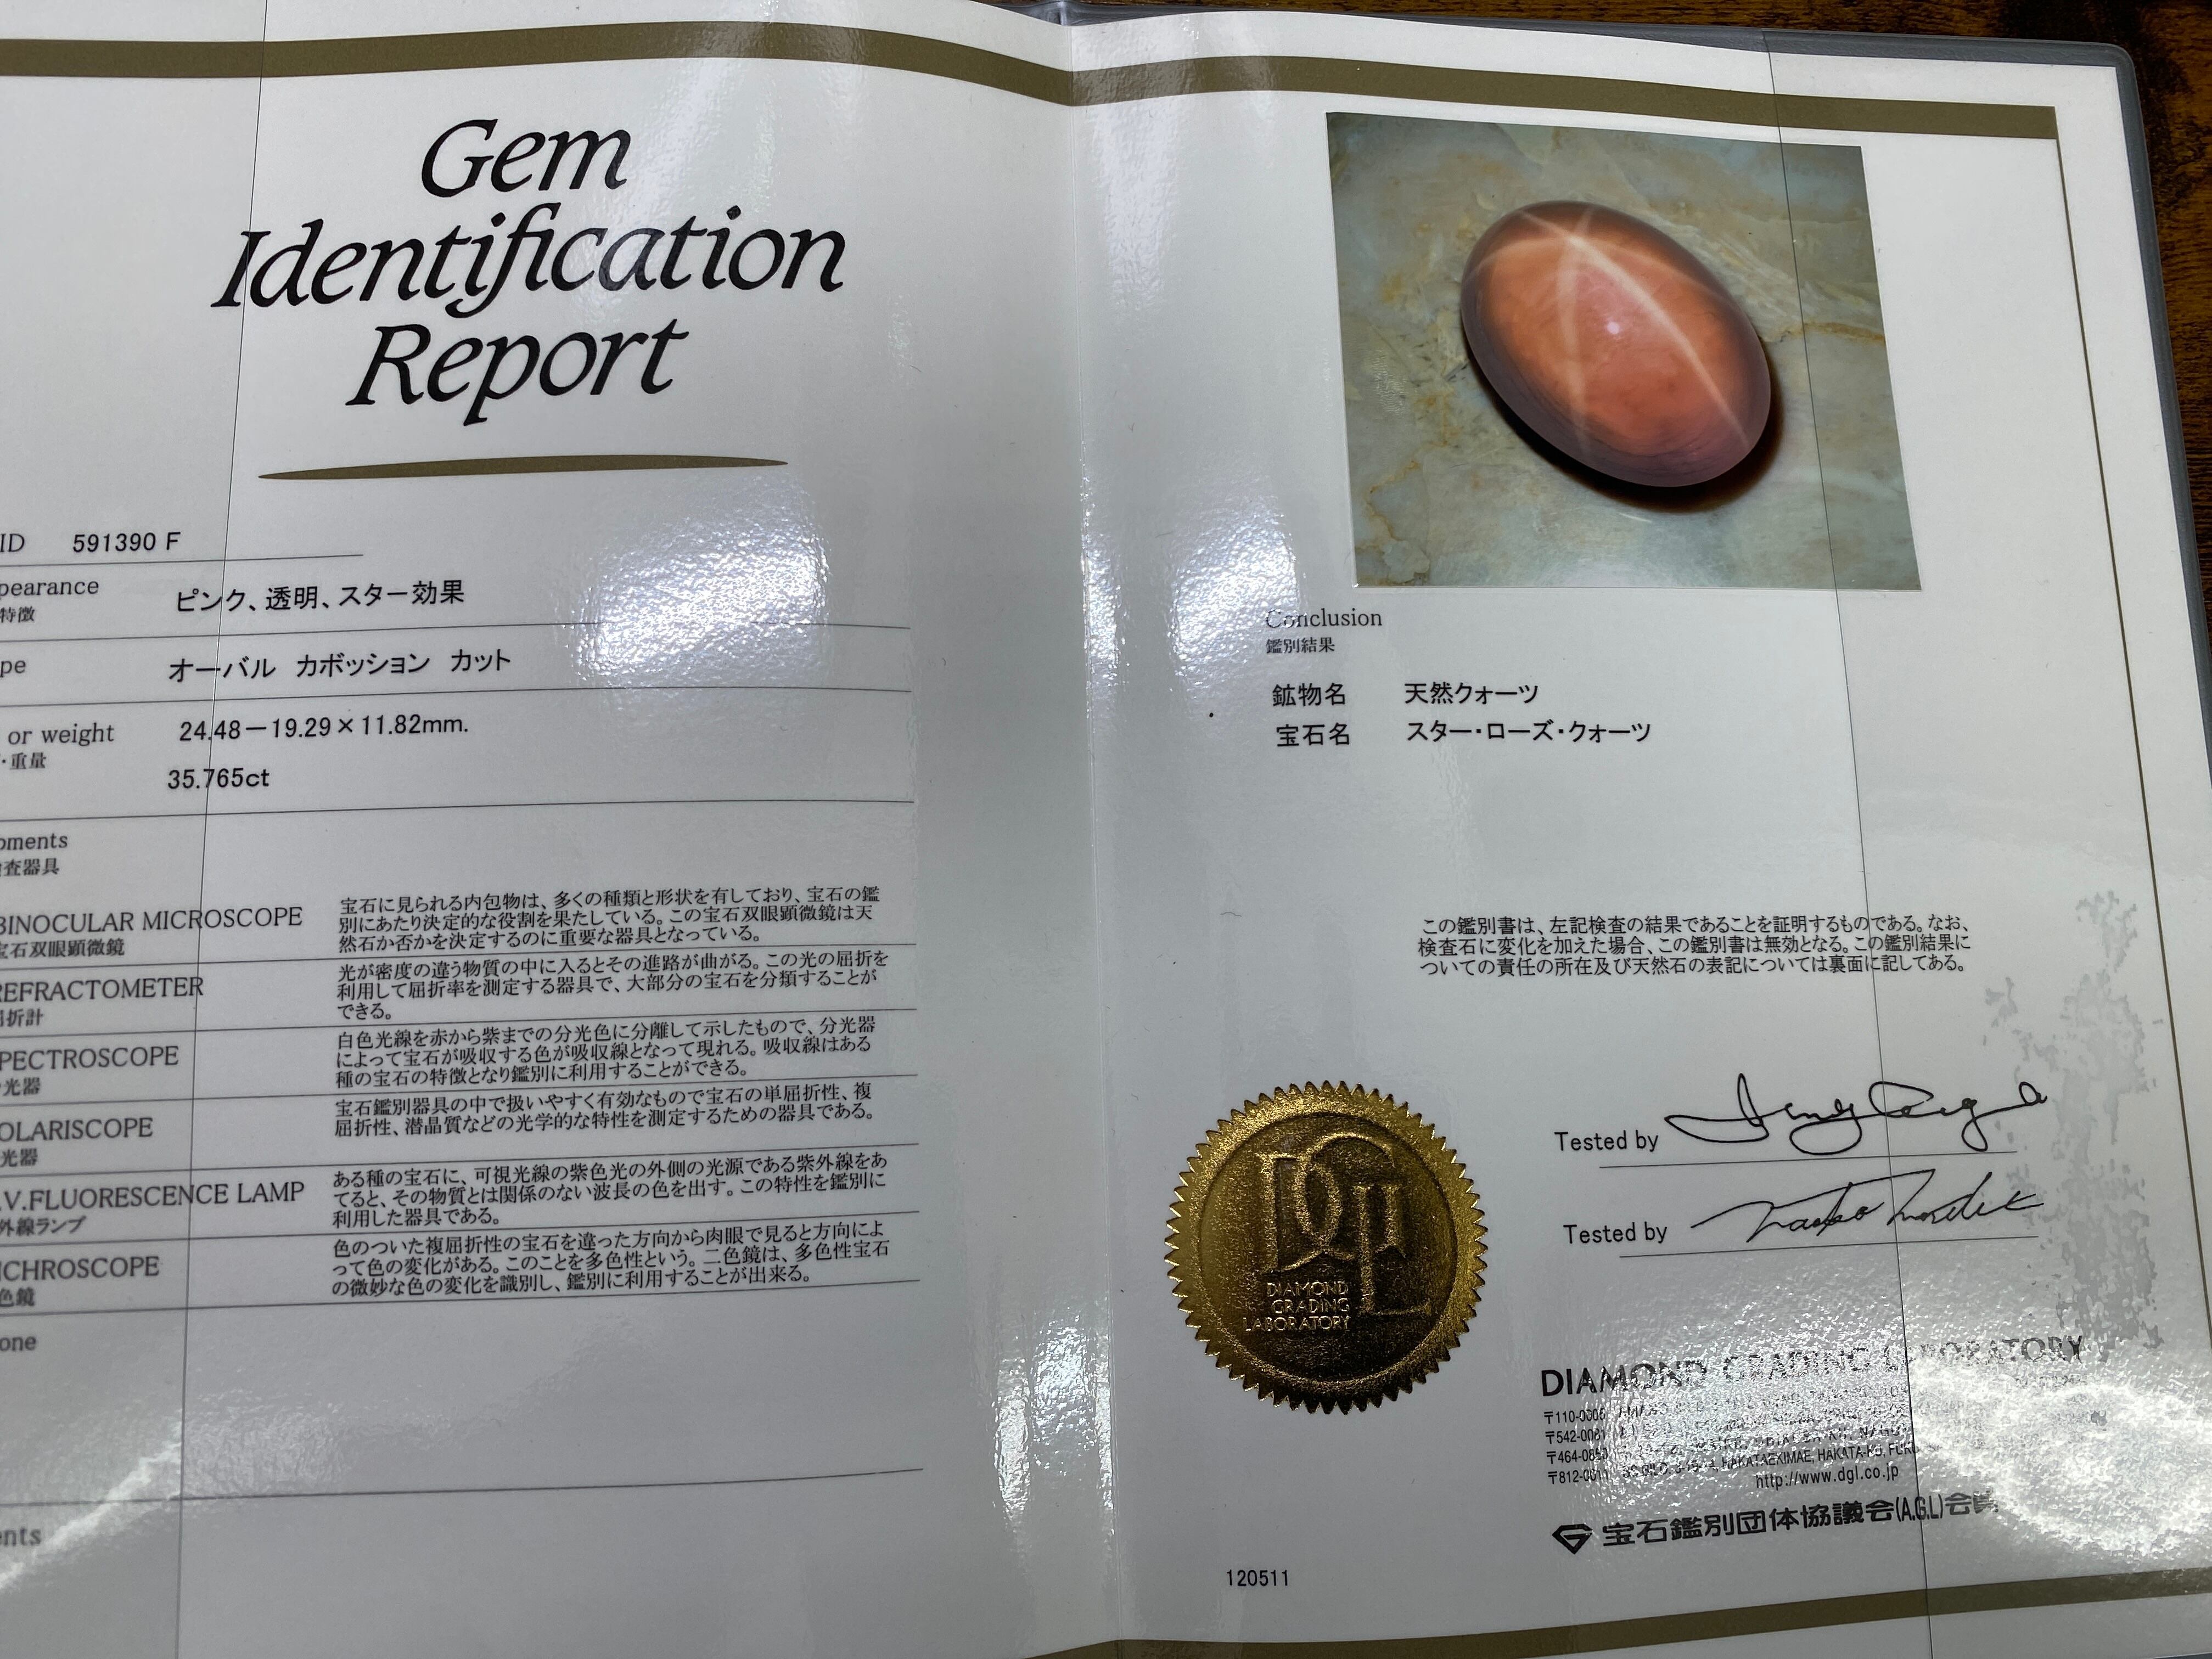 Gem
Identification
Report
ID 591390 F
pearance
特徴
ピンク、透明、スター効果
pe
オーバル カボッション カット
or weight
・重量
24.48－19.29×11.82mm.
35.765ct
pments
査器具
BINOCULAR MICROSCOPE
宝石双眼顕微鏡
宝石に見られる内包物は、多くの種類と形状を有しており、宝石の鑑
別にあたり決定的な役割を果たしている。この宝石双眼顕微鏡は天
然石か否かを決定するのに重要な器具となっている。
REFRACTOMETER
折計
光が密度の違う物質の中に入るとその進路が曲がる。この光の屈折を
利用して屈折率を測定する器具で、大部分の宝石を分類することが
できる。
PECTROSCOPE
光器
白色光線を赤から紫までの分光色に分離して示したもので、分光器
によって宝石が吸収する色が吸収線となって現れる。吸収線はある
種の宝石の特徴となり鑑別に利用することができる。
OLARISCOPE
光器
宝石鑑別器具の中で扱いやすく有効なもので宝石の単屈折性、複
屈折性、潜晶質などの光学的な特性を測定するための器具である。
.V.FLUORESCENCE LAMP
外線ランプ
ある種の宝石に、可視光線の紫色光の外側の光源である紫外線をあ
てると、その物質とは関係のない波長の色を出す。この特性を鑑別に
利用した器具である。
ICHROSCOPE
色鏡
色のついた複屈折性の宝石を違った方向から肉眼で見ると方向によ
って色の変化がある。このことを多色性という。二色鏡は、多色性宝石
の微妙な色の変化を識別し、鑑別に利用することが出来る。
one
ents
Conclusion
鑑別結果
鉱物名 天然クォーツ
宝石名 スター・ローズ・クォーツ
この鑑別書は、左記検査の結果であることを証明するものである。なお、
検査石に変化を加えた場合、この鑑別書は無効となる。この鑑別結果に
ついての責任の所在及び天然石の表記については裏面に記してある。
Tested by
Tested by
DGL
DIAMOND
GRADING
LABORATORY
DIAMOND GRADING LABORATORY
〒110-0005
〒542-0081
〒464-0850
〒812-0011 HAKATAEKIMAE, HAKATA-KU,
http://www.dgl.co.jp
宝石鑑別団体協議会(A.G.L)会員
120511